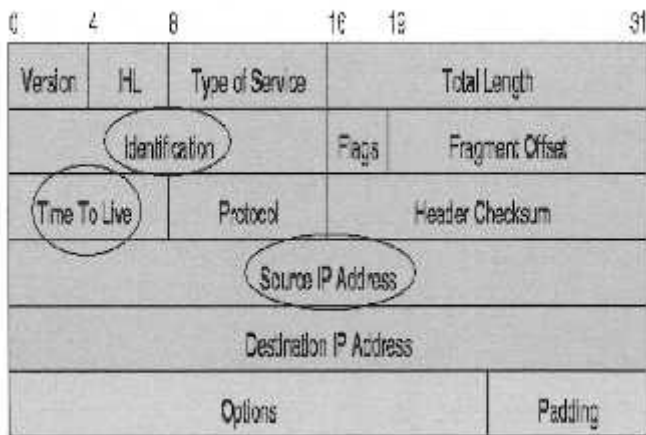 0 4 8 16 19 31
Version IHL Type of Service Total Length
Identification Flags Fragment Offset
Time To Live Protocol Header Checksum
Source IP Address
Destination IP Address
Options Padding